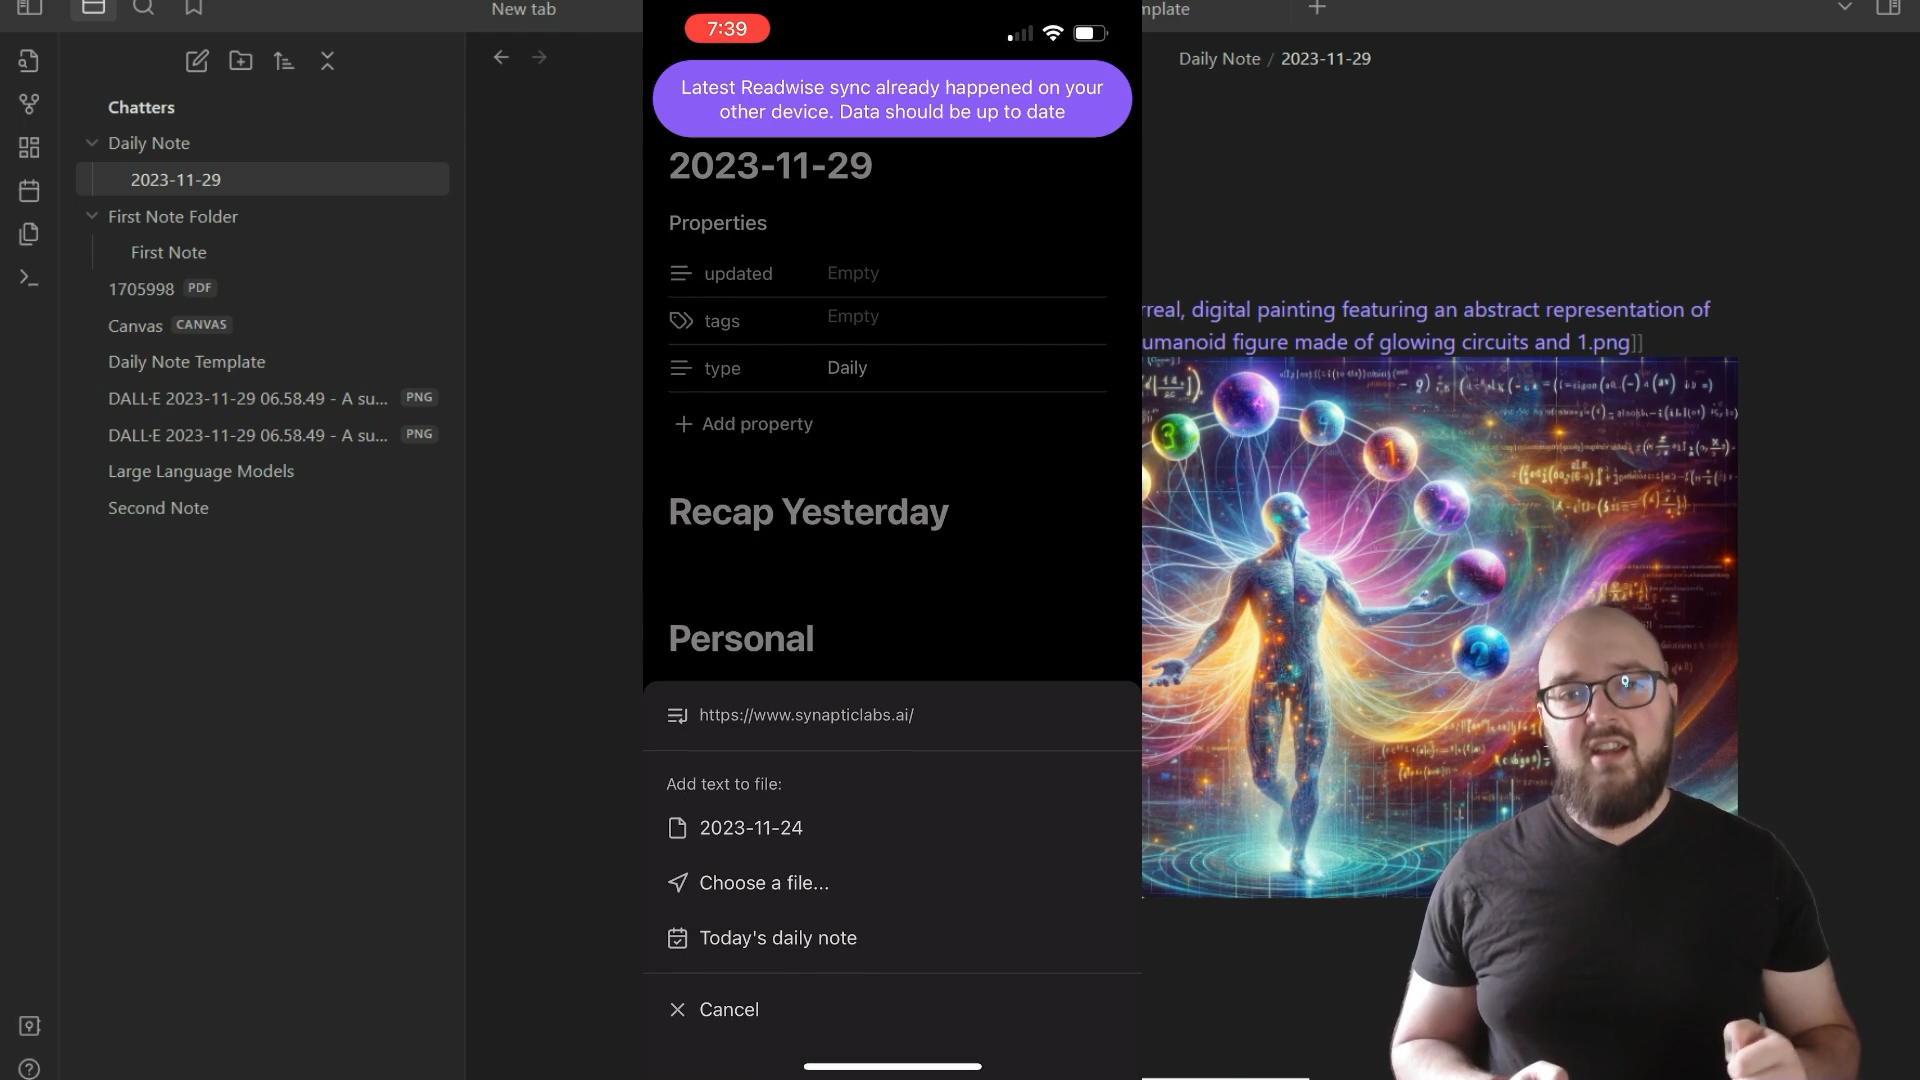 New tab
mplate
Chatters
Daily Note
2023-11-29
First Note Folder
First Note
1705998 PDF
Canvas CANVAS
Daily Note Template
DALL·E 2023-11-29 06.58.49 - A su... PNG
DALL·E 2023-11-29 06.58.49 - A su... PNG
Large Language Models
Second Note
7:39
Latest Readwise sync already happened on your
other device. Data should be up to date
2023-11-29
Properties
updated Empty
tags Empty
type Daily
Add property
Recap Yesterday
Personal
https://www.synapticlabs.ai/
Add text to file:
2023-11-24
Choose a file...
Today's daily note
Cancel
Daily Note / 2023-11-29
rreal, digital painting featuring an abstract representation of
umanoid figure made of glowing circuits and 1.png]]
3
1
2